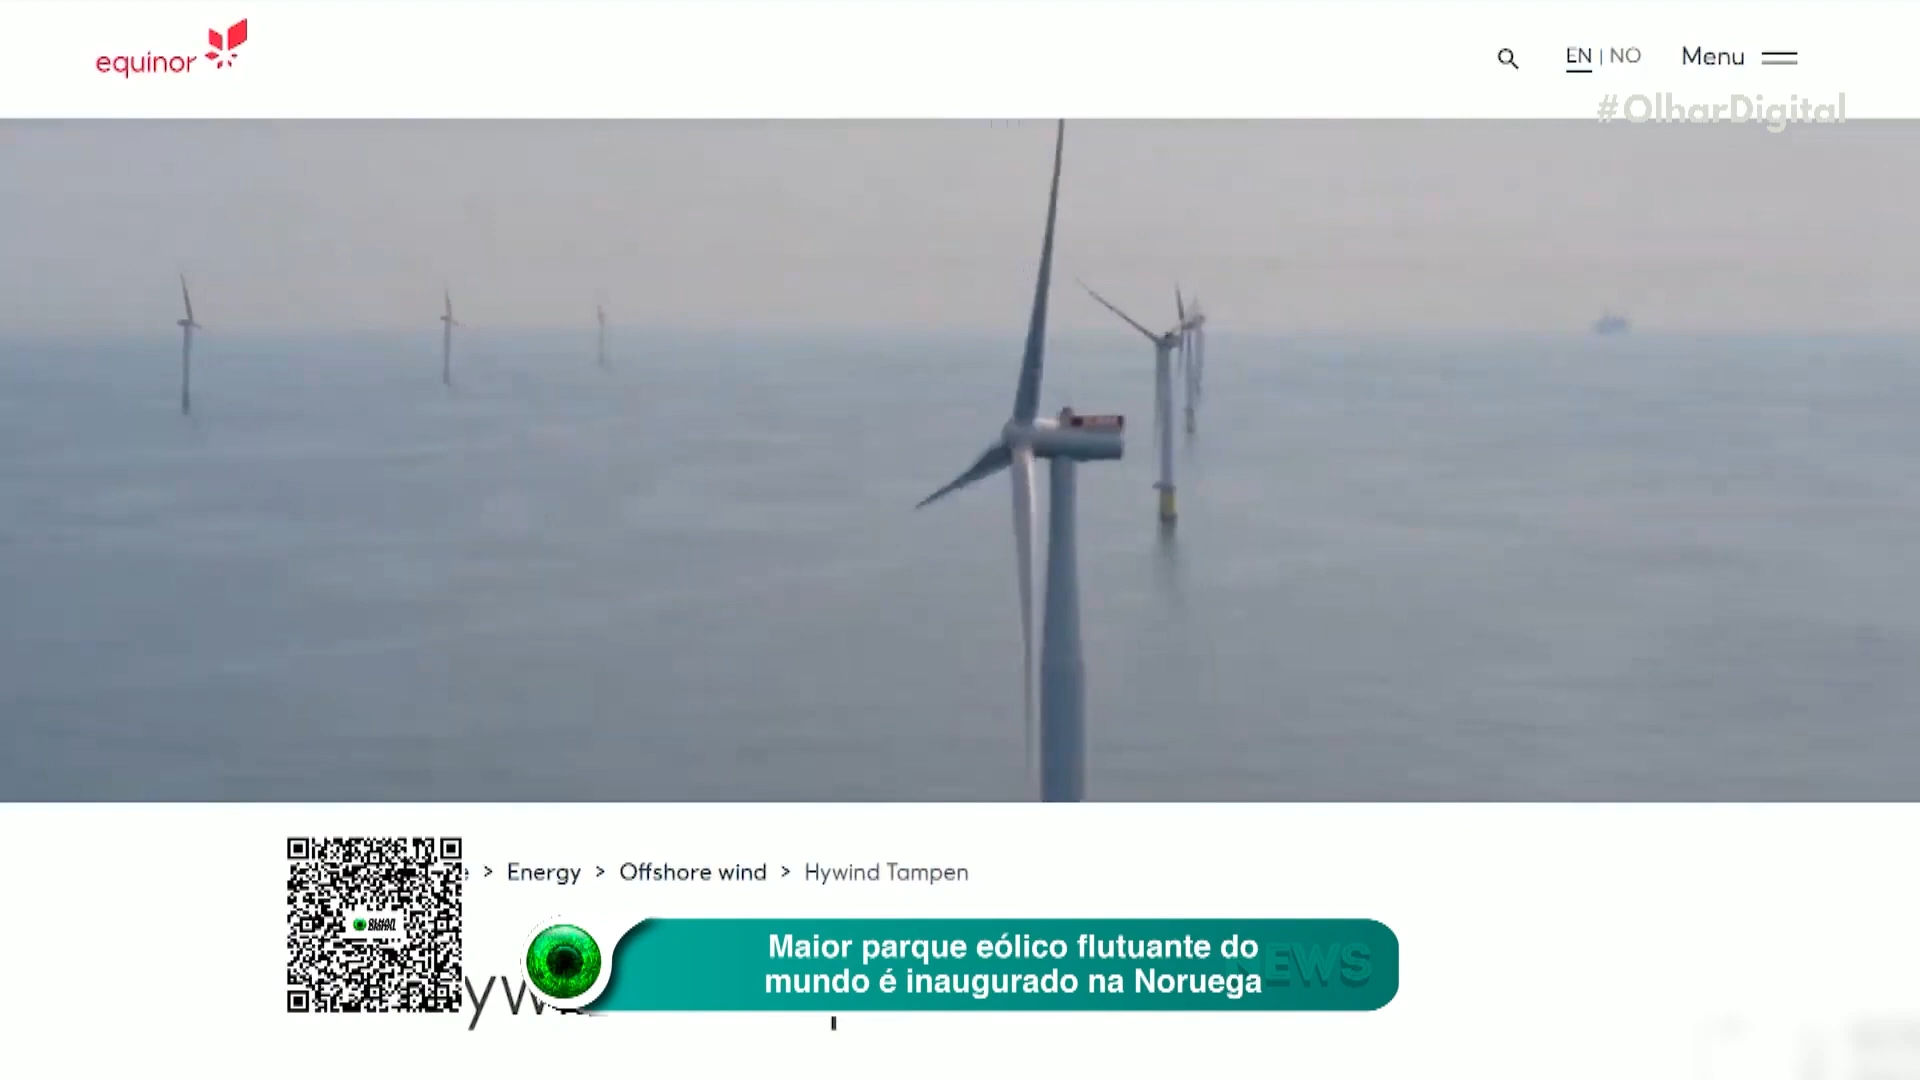 equinor
EN | NO
Menu
#OlharDigital
> Energy > Offshore wind > Hywind Tampen
Maior parque eólico flutuante do
mundo é inaugurado na Noruega
NEWS